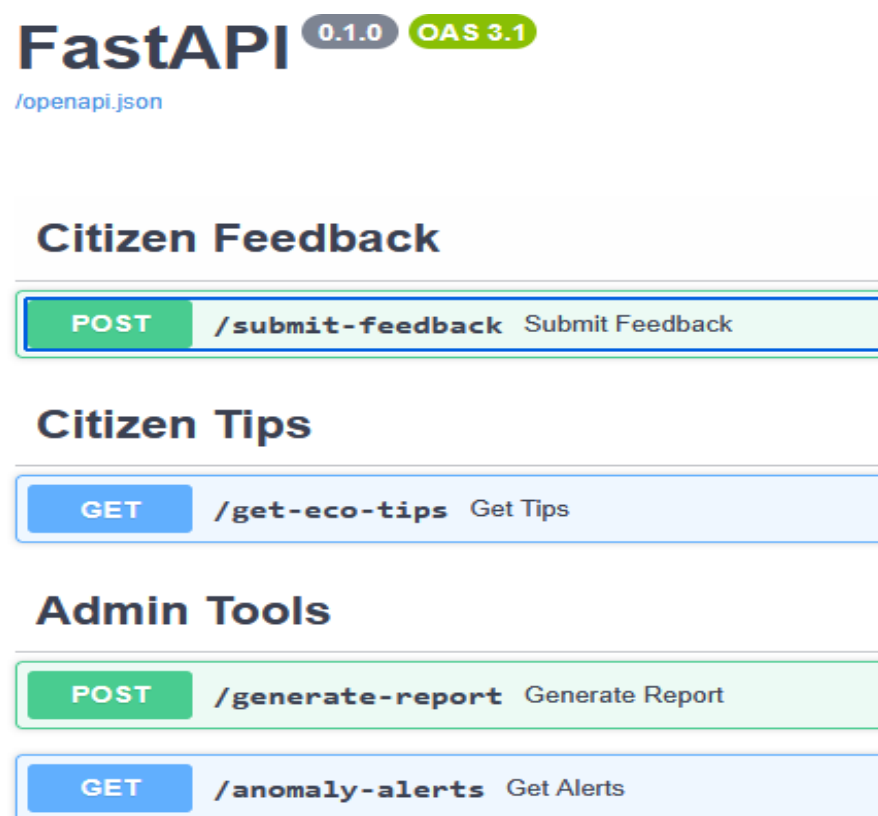 FastAPI 0.1.0 OAS 3.1
/openapi.json
Citizen Feedback
POST /submit-feedback Submit Feedback
Citizen Tips
GET /get-eco-tips Get Tips
Admin Tools
POST /generate-report Generate Report
GET /anomaly-alerts Get Alerts